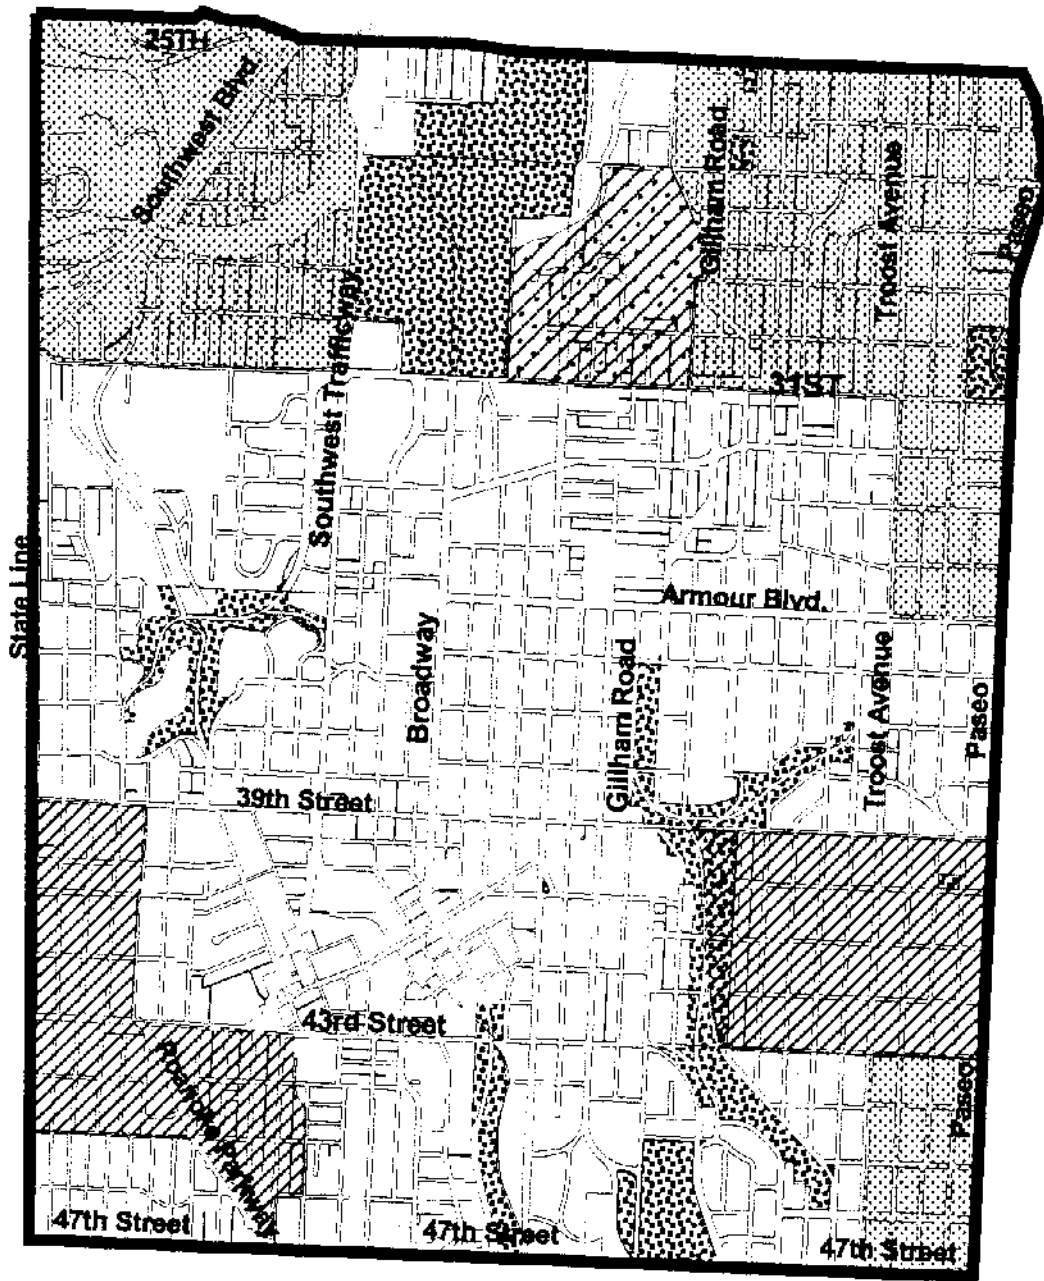 25TH
Southwest Blvd
Gillham Road
Troost Avenue
Paseo
Southwest Trafficway
31ST
State Line
Armour Blvd.
Broadway
Gillham Road
Troost Avenue
Paseo
39th Street
43rd Street
Roanoke Parkway
Paseo
47th Street
47th Street
47th Street